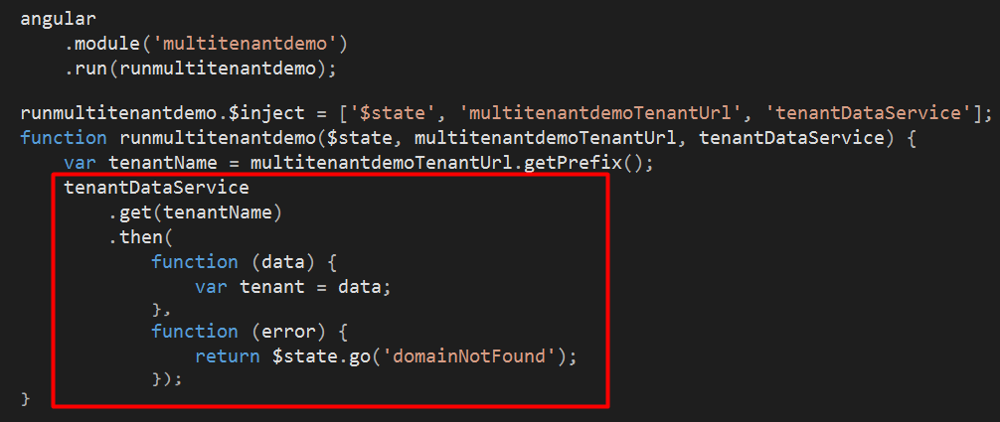 angular
    .module('multitenantdemo')
    .run(runmultitenantdemo);

runmultitenantdemo.$inject = ['$state', 'multitenantdemoTenantUrl', 'tenantDataService'];
function runmultitenantdemo($state, multitenantdemoTenantUrl, tenantDataService) {
    var tenantName = multitenantdemoTenantUrl.getPrefix();
    tenantDataService
        .get(tenantName)
        .then(
            function (data) {
                var tenant = data;
            },
            function (error) {
                return $state.go('domainNotFound');
            });
}